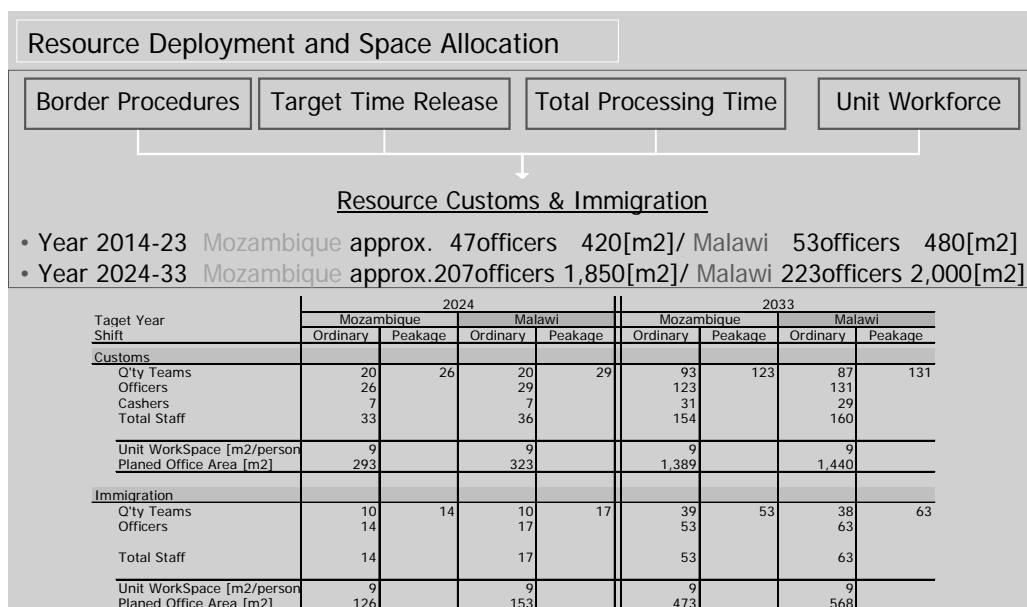 Resource Deployment and Space Allocation
Border Procedures Target Time Release Total Processing Time Unit Workforce
Resource Customs & Immigration
• Year 2014-23 Mozambique approx. 47officers 420[m2]/ Malawi 53officers 480[m2]
• Year 2024-33 Mozambique approx.207officers 1,850[m2]/ Malawi 223officers 2,000[m2]
2024 2033
Taget Year Mozambique Malawi Mozambique Malawi
Shift Ordinary Peakage Ordinary Peakage Ordinary Peakage Ordinary Peakage
Customs
Q'ty Teams 20 26 20 29 93 123 87 131
Officers 26 29 123 131
Cashers 7 7 31 29
Total Staff 33 36 154 160
Unit WorkSpace [m2/person 9 9 9 9
Planed Office Area [m2] 293 323 1,389 1,440
Immigration
Q'ty Teams 10 14 10 17 39 53 38 63
Officers 14 17 53 63
Total Staff 14 17 53 63
Unit WorkSpace [m2/person 9 9 9 9
Planed Office Area [m2] 126 153 473 568